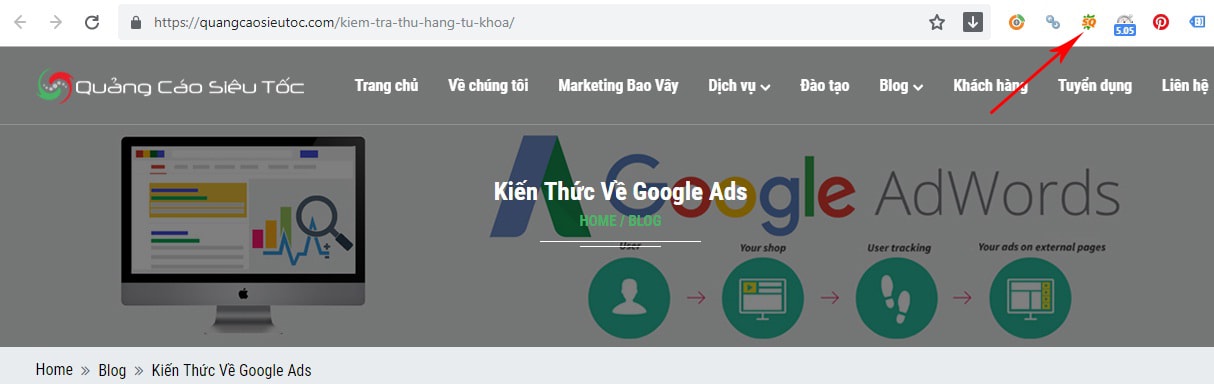 https://quangcaosieutoc.com/kiem-tra-thu-hang-tu-khoa/
SQ
5.05
Quảng Cáo Siêu Tốc
Trang chủ
Về chúng tôi
Marketing Bao Vây
Dịch vụ
Đào tạo
Blog
Khách hàng
Tuyển dụng
Liên hệ
Google AdWords
Kiến Thức Về Google Ads
HOME / BLOG
User
Your shop
User tracking
Your ads on external pages
Home » Blog » Kiến Thức Về Google Ads